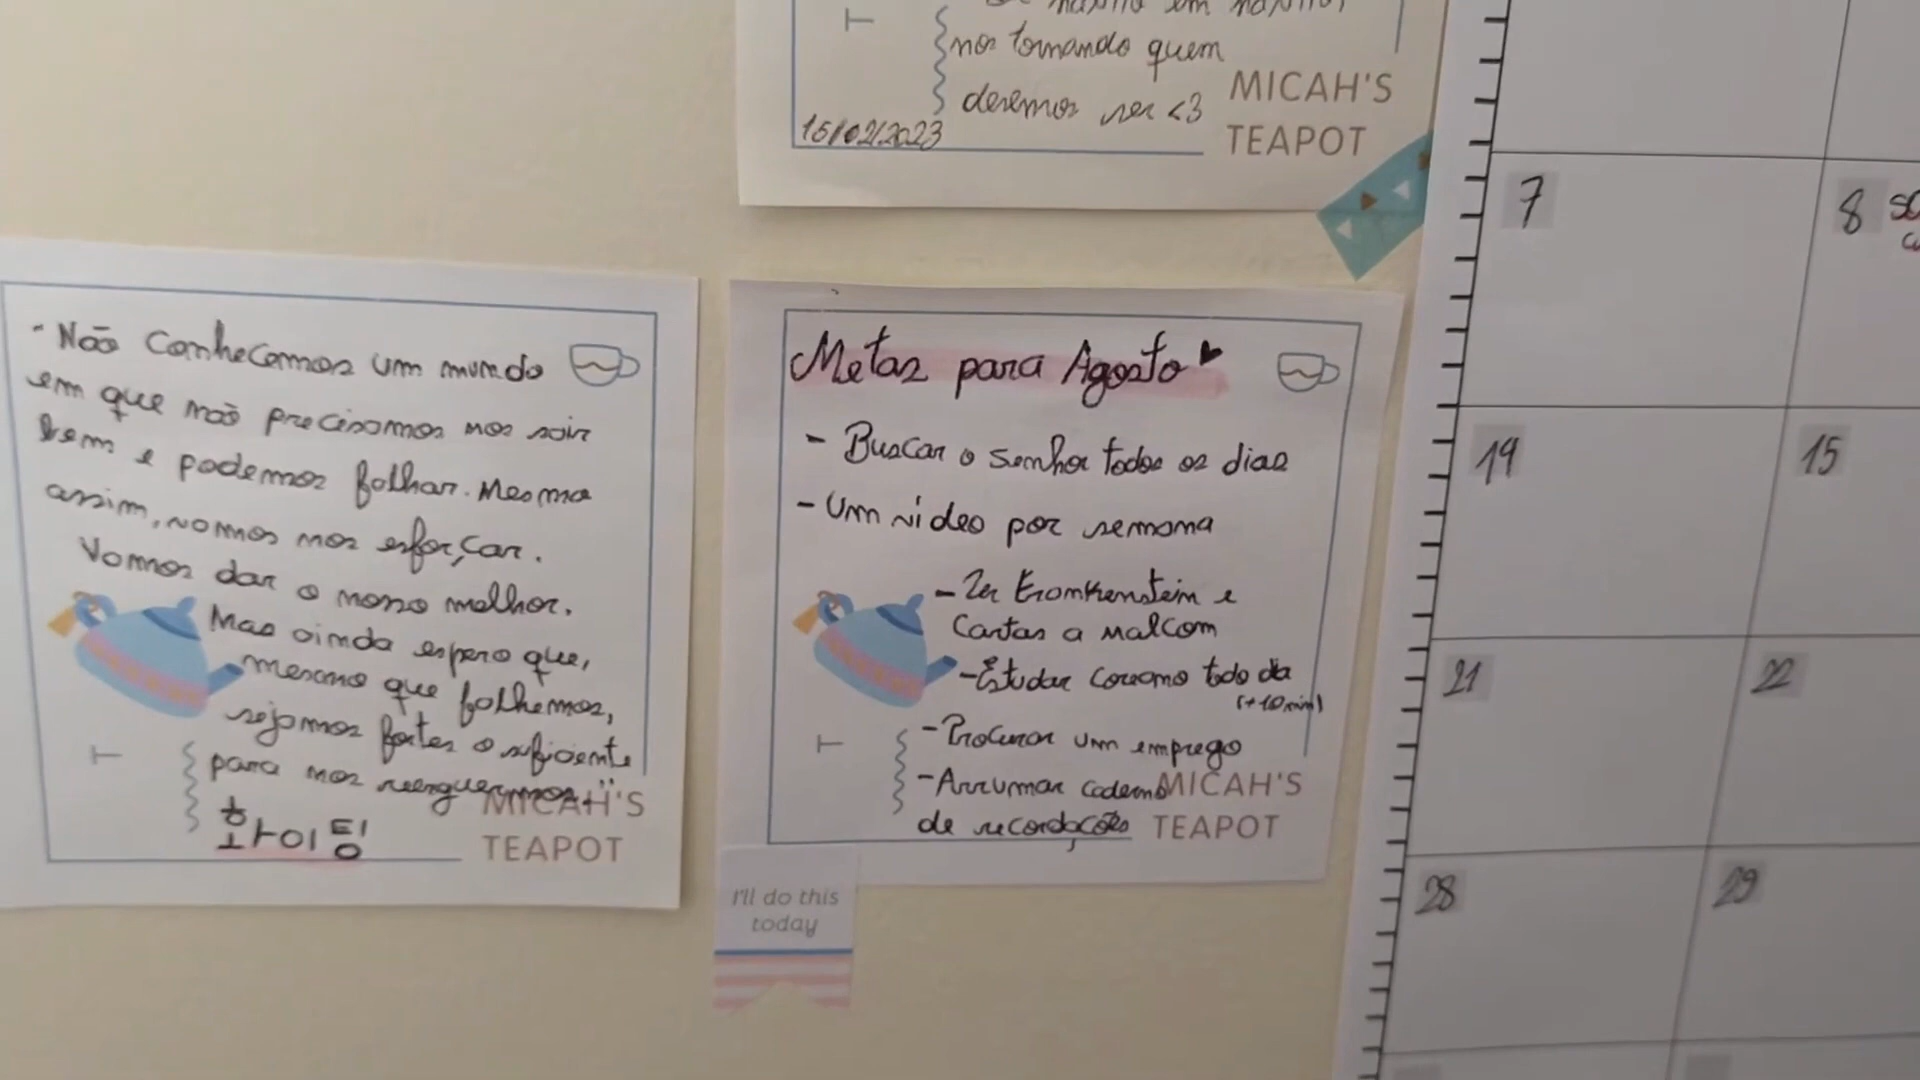 nos tornando quem
devemos ser <3
15/02/2023
MICAH'S
TEAPOT
- Não conhecemos um mundo
em que não precisamos nos sair
bem e podemos falhar. Mesmo
assim, vamos nos esforçar.
Vamos dar o nosso melhor.
Mas ainda espero que,
mesmo que falhemos,
sejamos fortes o suficiente
para nos reerguermos
화이팅
MICAH'S
TEAPOT
Metas para Agosto
- Buscar o Senhor todos os dias
- Um vídeo por semana
- Ler Frankenstein e
Cartas a Malcom
- Estudar coreano todo dia
(+10 min)
- Procurar um emprego
- Arrumar caderno
de recordações
MICAH'S
TEAPOT
I'll do this
today
7
8
14
15
21
22
28
29